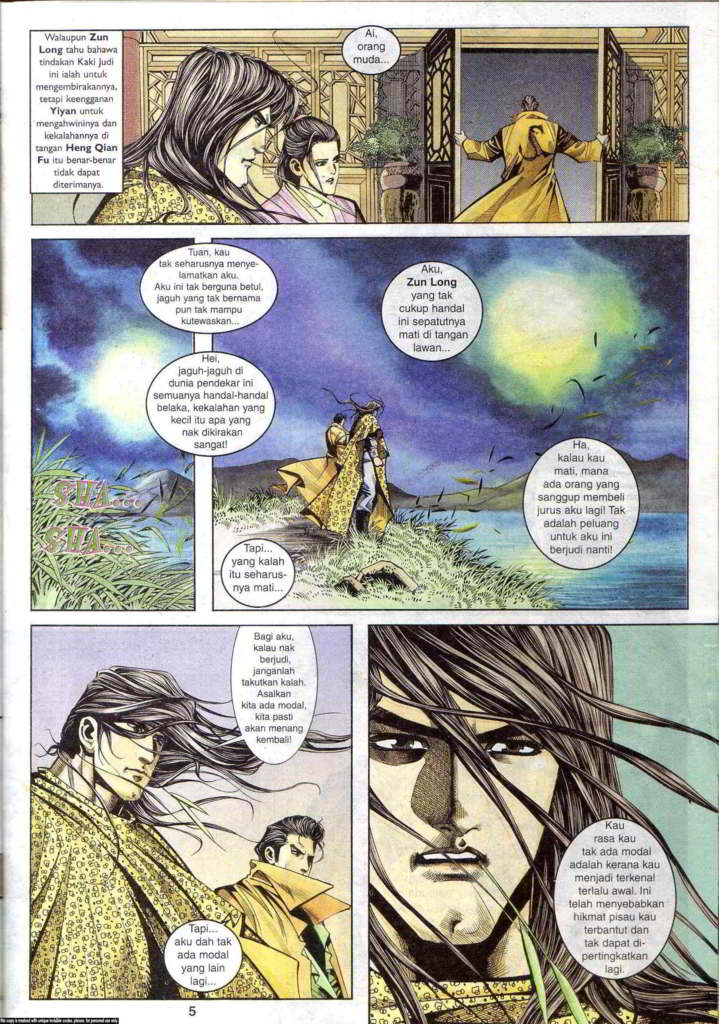 Walaupun Zun
Long tahu bahawa
tindakan Kaki Judi
ini ialah untuk
mengembirakannya,
tetapi keengganan
Yiyan untuk
mengahwininya dan
kekalahannya di
tangan Heng Qian
Fu itu benar-benar
tidak dapat
diterimanya.
Ai,
orang
muda...
Tuan, kau
tak seharusnya menye-
lamatkan aku.
Aku ini tak berguna betul,
jaguh yang tak bernama
pun tak mampu
kutewaskan...
Hei,
jaguh-jaguh di
dunia pendekar ini
semuanya handal-handal
belaka, kekalahan yang
kecil itu apa yang
nak dikirakan
sangat!
Aku,
Zun Long
yang tak
cukup handal
ini sepatutnya
mati di tangan
lawan...
Ha,
kalau kau
mati, mana
ada orang yang
sanggup membeli
jurus aku lagi! Tak
adalah peluang
untuk aku ini
berjudi nanti!
SHA...
SHA...
Tapi...
yang kalah
itu seharus-
nya mati...
Bagi aku,
kalau nak
berjudi,
janganlah
takutkan kalah.
Asalkan
kita ada modal,
kita pasti
akan menang
kembali!
Tapi...
aku dah tak
ada modal
yang lain
lagi...
Kau
rasa kau
tak ada modal
adalah kerana kau
menjadi terkenal
terlalu awal. Ini
telah menyebabkan
hikmat pisau kau
terbantut dan
tak dapat di-
pertingkatkan
lagi.
5